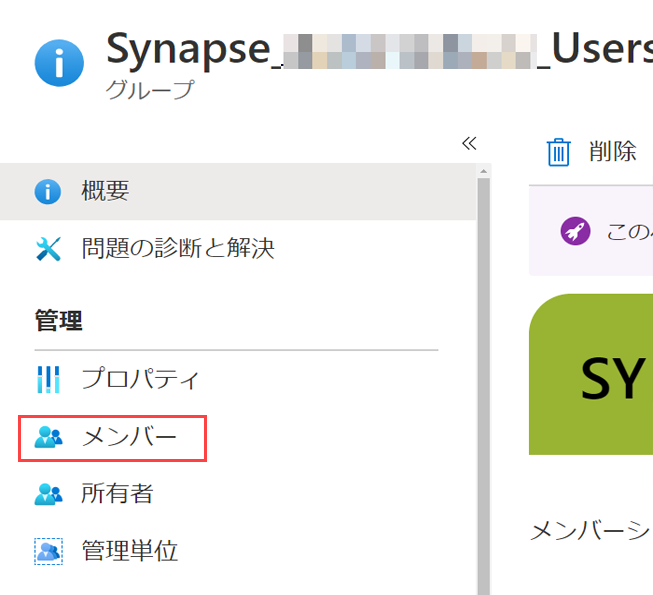 Synapse_ _Users
グループ
«
削除
概要
このペ
問題の診断と解決
管理
SY
プロパティ
メンバー
所有者
メンバーシ
管理単位